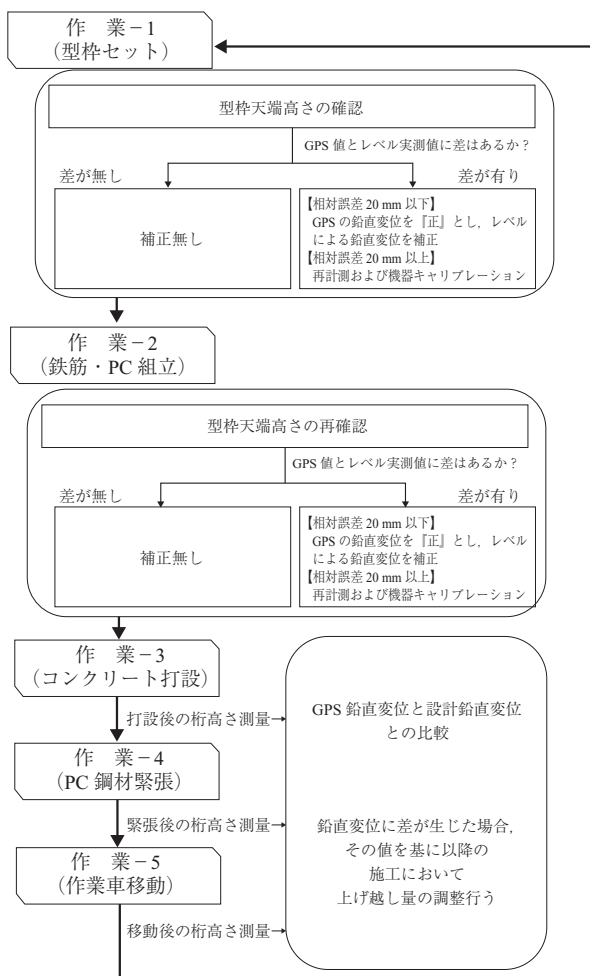 作　業－1
（型枠セット）
型枠天端高さの確認
GPS 値とレベル実測値に差はあるか？
差が無し
差が有り
補正無し
【相対誤差 20 mm 以下】
GPS の鉛直変位を『正』とし，レベル
による鉛直変位を補正
【相対誤差 20 mm 以上】
再計測および機器キャリブレーション
作　業－2
（鉄筋・PC 組立）
型枠天端高さの再確認
GPS 値とレベル実測値に差はあるか？
差が無し
差が有り
補正無し
【相対誤差 20 mm 以下】
GPS の鉛直変位を『正』とし，レベル
による鉛直変位を補正
【相対誤差 20 mm 以上】
再計測および機器キャリブレーション
作　業－3
（コンクリート打設）
打設後の桁高さ測量
GPS 鉛直変位と設計鉛直変位
との比較
作　業－4
（PC 鋼材緊張）
緊張後の桁高さ測量
鉛直変位に差が生じた場合，
その値を基に以降の
施工において
上げ越し量の調整行う
作　業－5
（作業車移動）
移動後の桁高さ測量